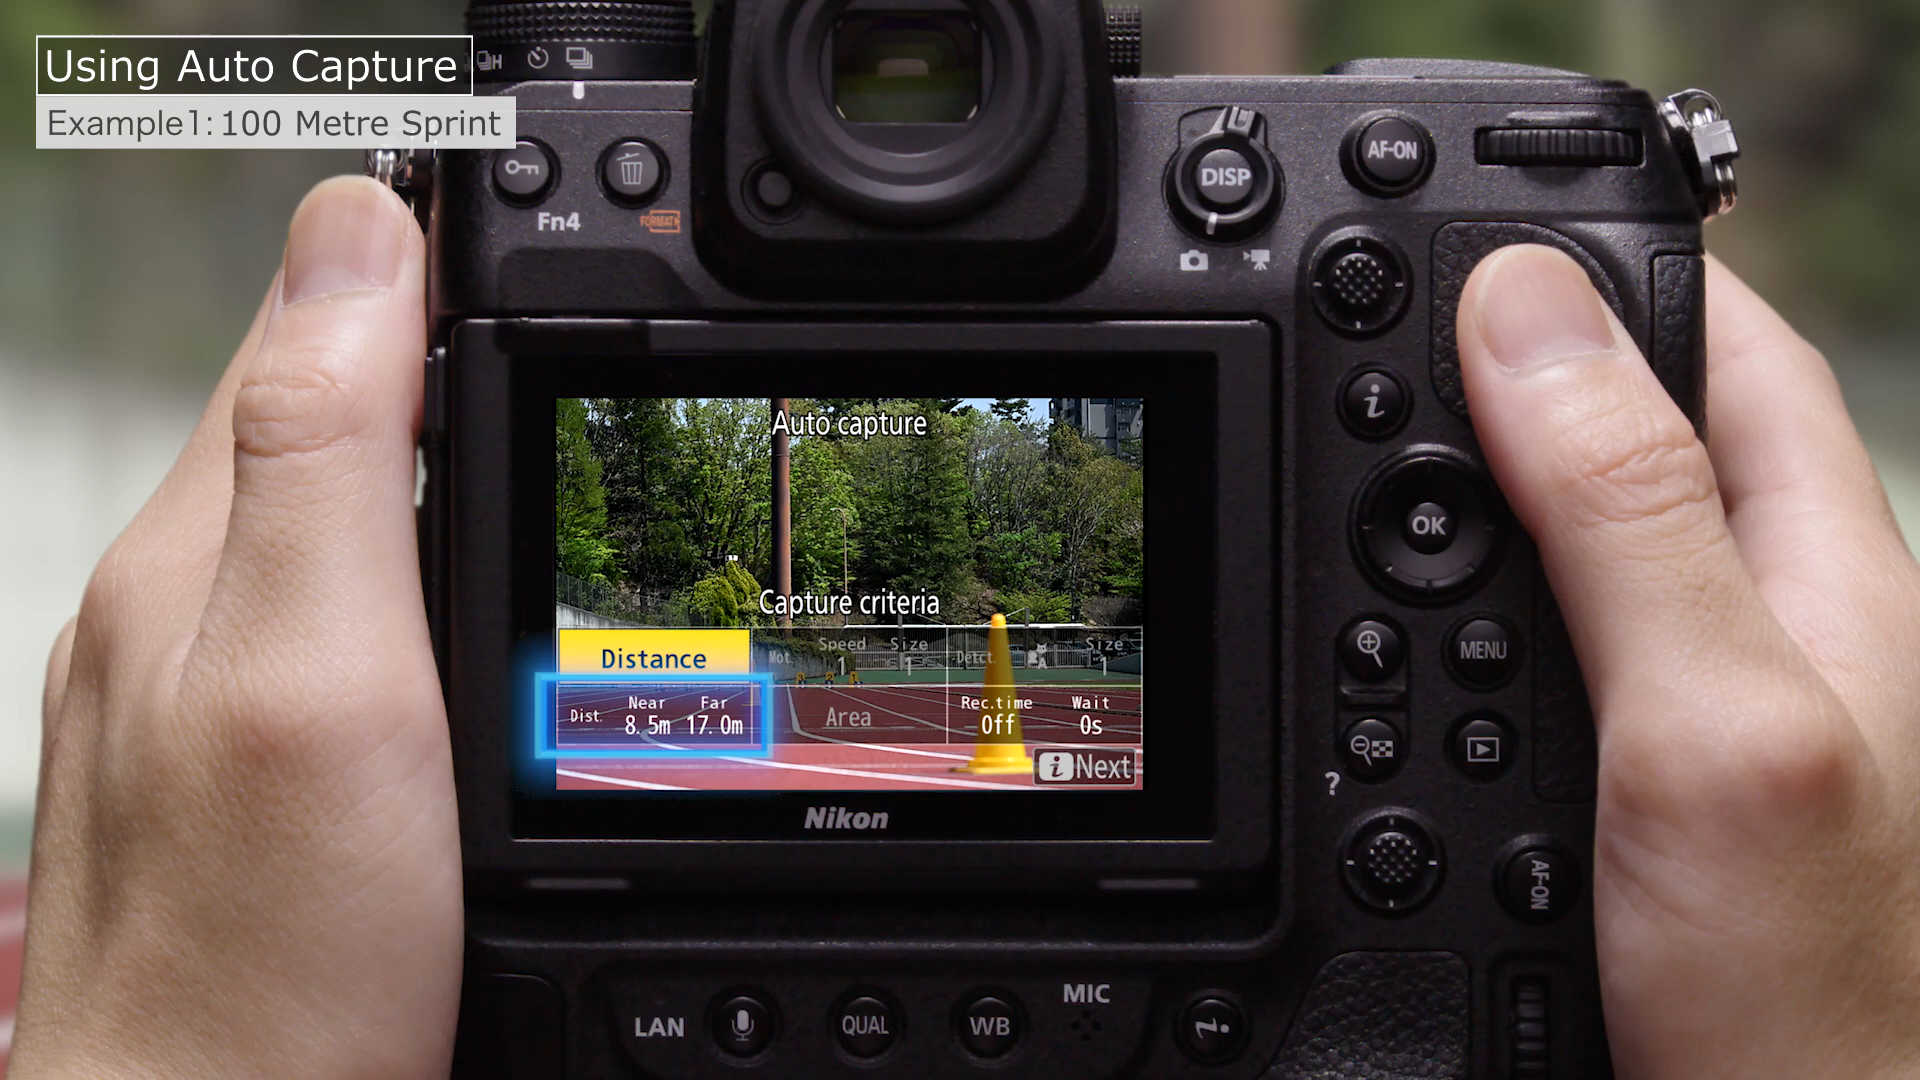 Using Auto Capture
Example1:100 Metre Sprint
H
Fn4
FORMAT
DISP
AF-ON
i
OK
MENU
?
AF-ON
Auto capture
Capture criteria
Distance
Mot. Speed 1 Size 1
Detct. A Size 1
Dist. Near 8.5m Far 17.0m
Area
Rec.time Off Wait 0s
i Next
Nikon
LAN
QUAL
WB
MIC
i